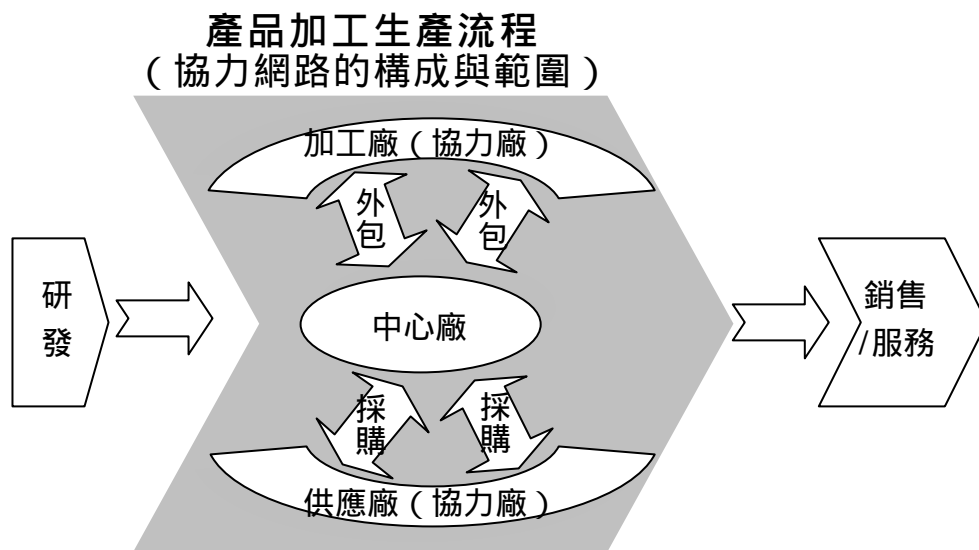 產品加工生產流程
（協力網路的構成與範圍）
加工廠（協力廠）
外包
外包
研發
中心廠
銷售
/服務
採購
採購
供應廠（協力廠）